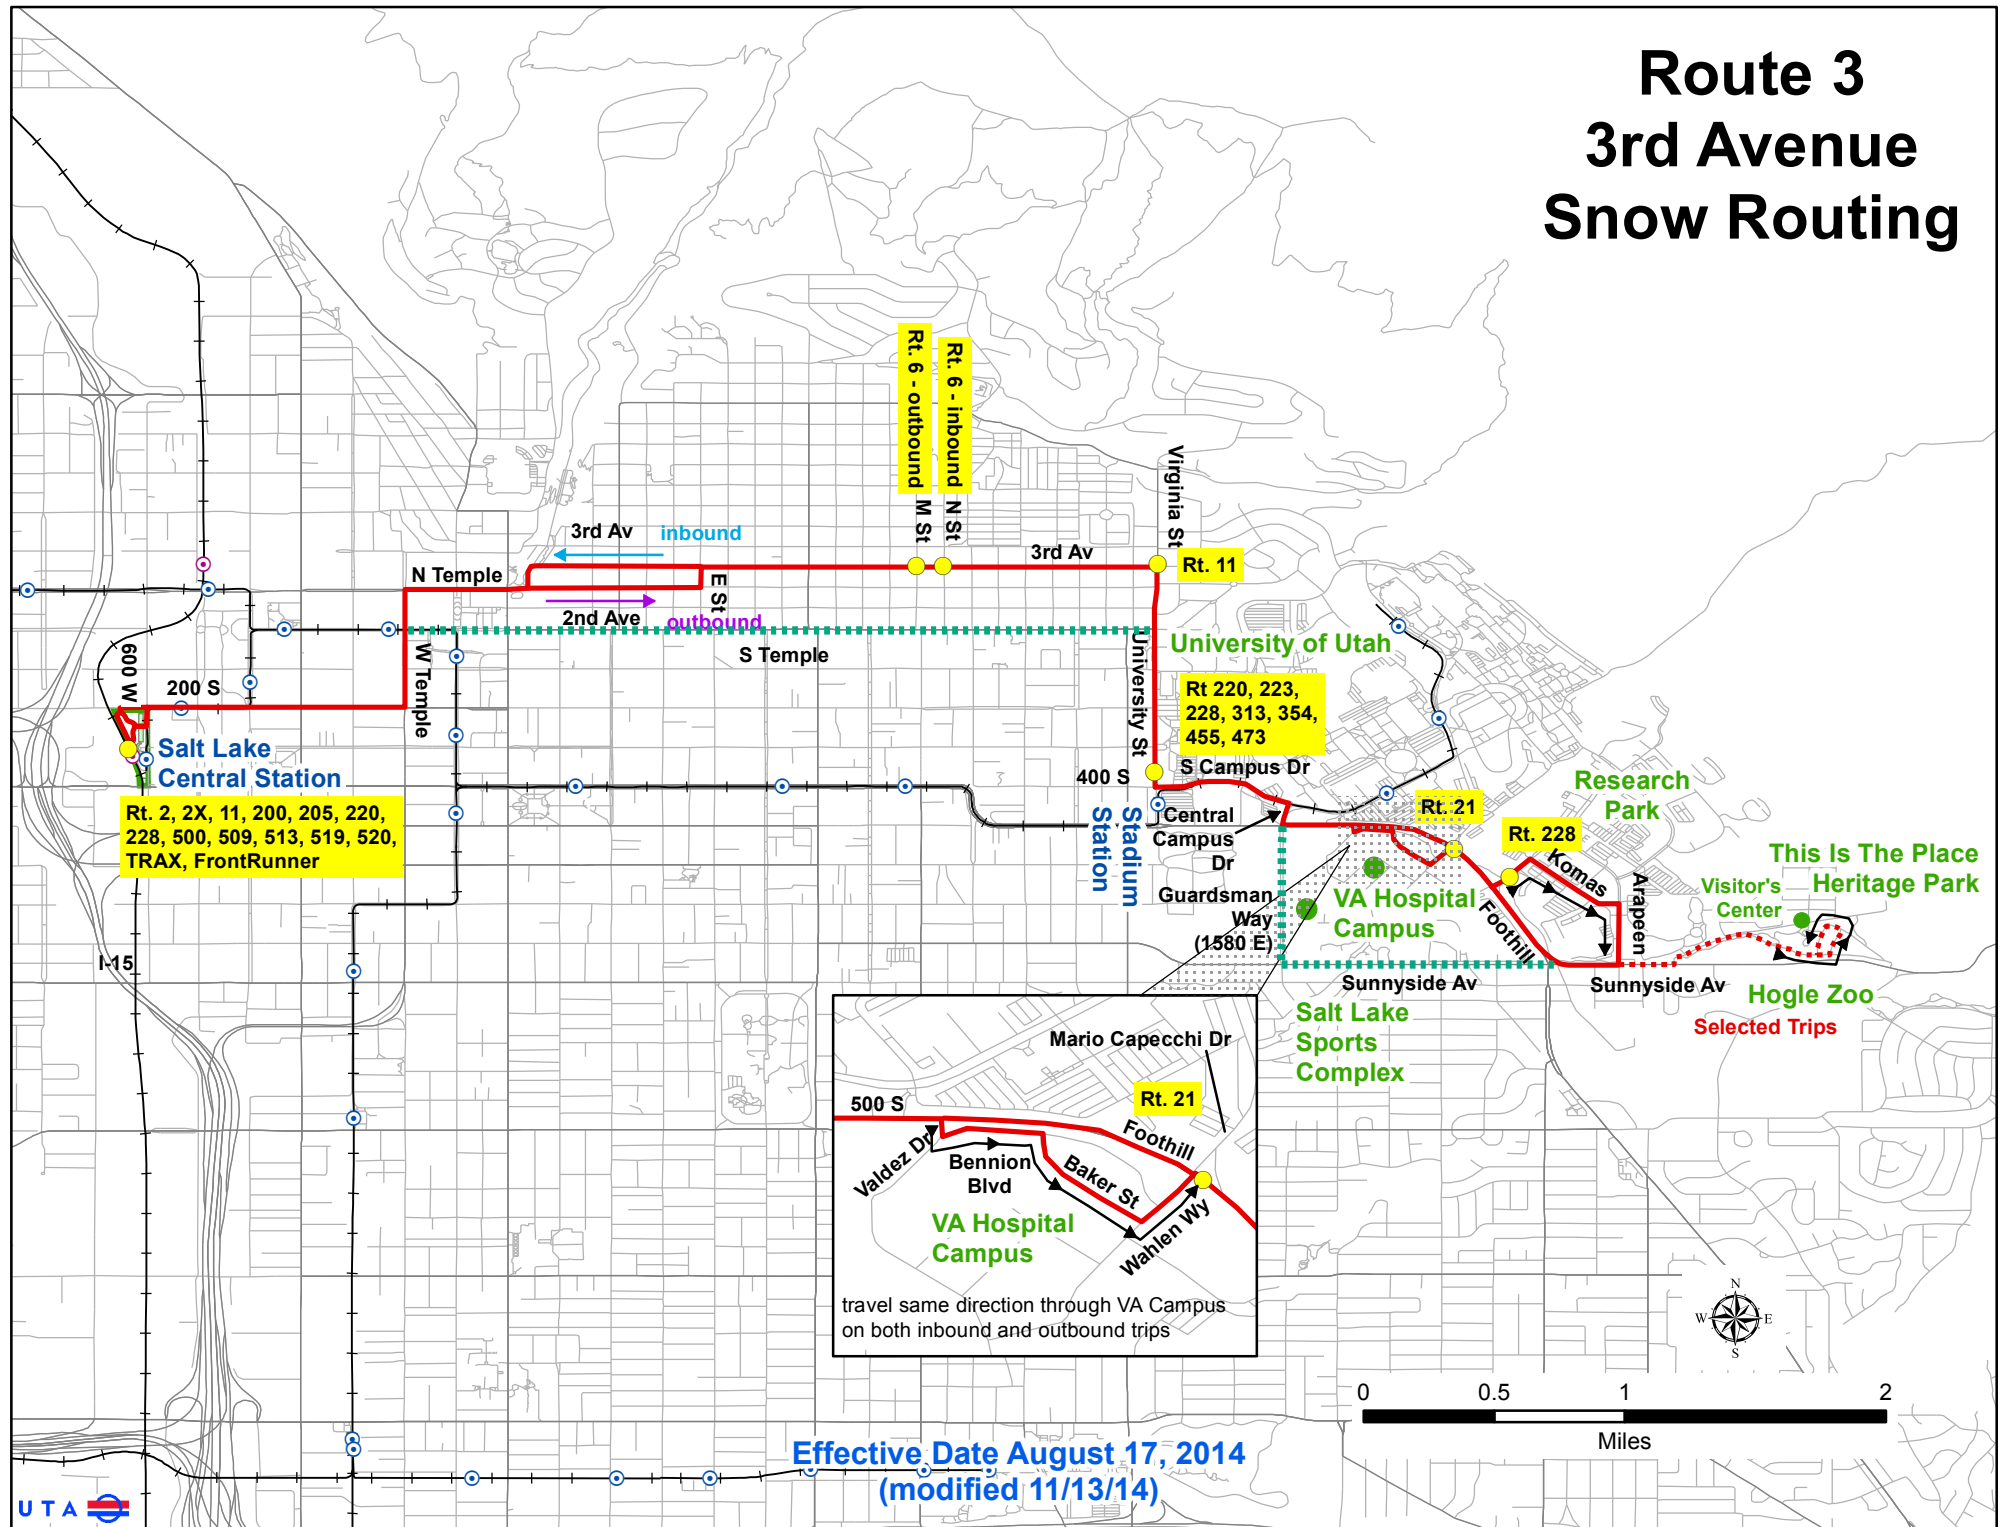 Route 3
3rd Avenue
Snow Routing
Rt. 6 - outbound
Rt. 6 - inbound
M St
N St
Virginia St
3rd Av
inbound
3rd Av
Rt. 11
N Temple
E St
2nd Ave
outbound
S Temple
University of Utah
600 W
200 S
W Temple
University St
Rt 220, 223,
228, 313, 354,
455, 473
Salt Lake
Central Station
400 S
S Campus Dr
Research
Park
Rt. 2, 2X, 11, 200, 205, 220,
228, 500, 509, 513, 519, 520,
TRAX, FrontRunner
Stadium
Station
Central
Campus
Dr
Rt. 21
Rt. 228
Komas
Arapeen
This Is The Place
Heritage Park
Visitor's
Center
Guardsman
Way
(1580 E)
VA Hospital
Campus
Foothill
I-15
Sunnyside Av
Sunnyside Av
Hogle Zoo
Selected Trips
Salt Lake
Sports
Complex
Mario Capecchi Dr
Rt. 21
500 S
Foothill
Valdez Dr
Bennion
Blvd
Baker St
Wahlen Wy
VA Hospital
Campus
travel same direction through VA Campus
on both inbound and outbound trips
N
W
E
S
0
0.5
1
2
Miles
Effective Date August 17, 2014
(modified 11/13/14)
UTA